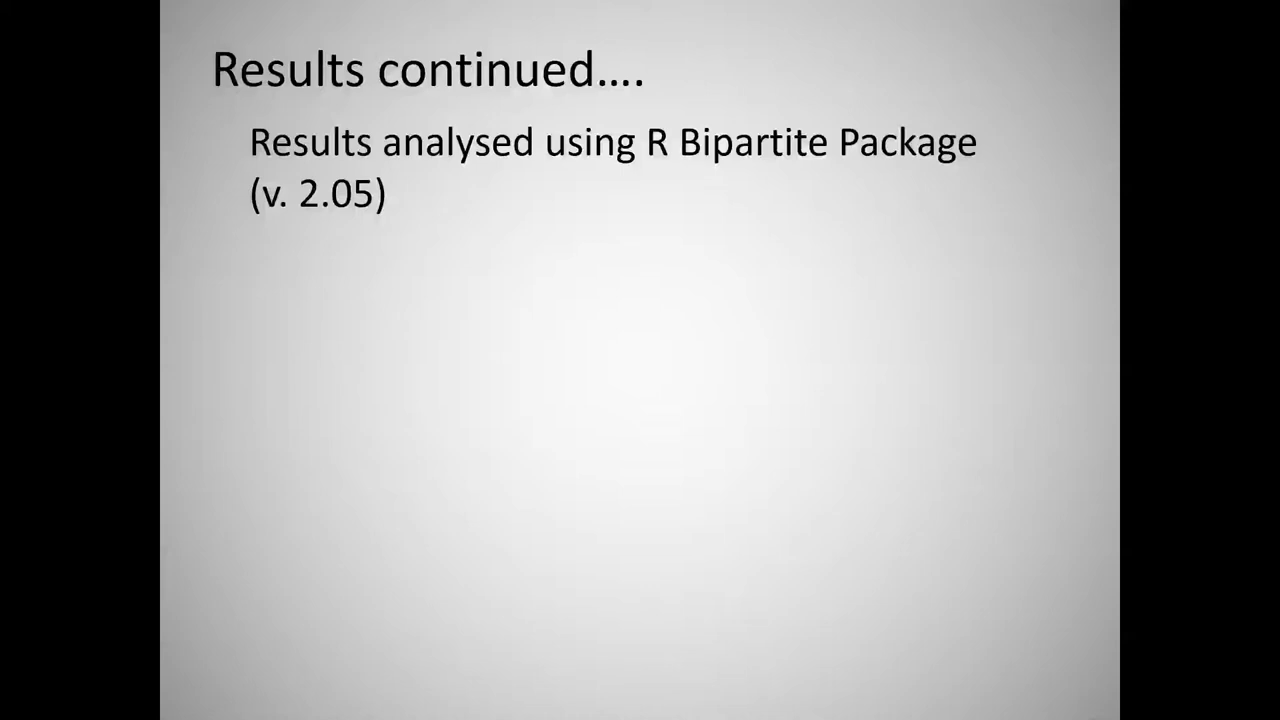 Results continued….
Results analysed using R Bipartite Package
(v. 2.05)